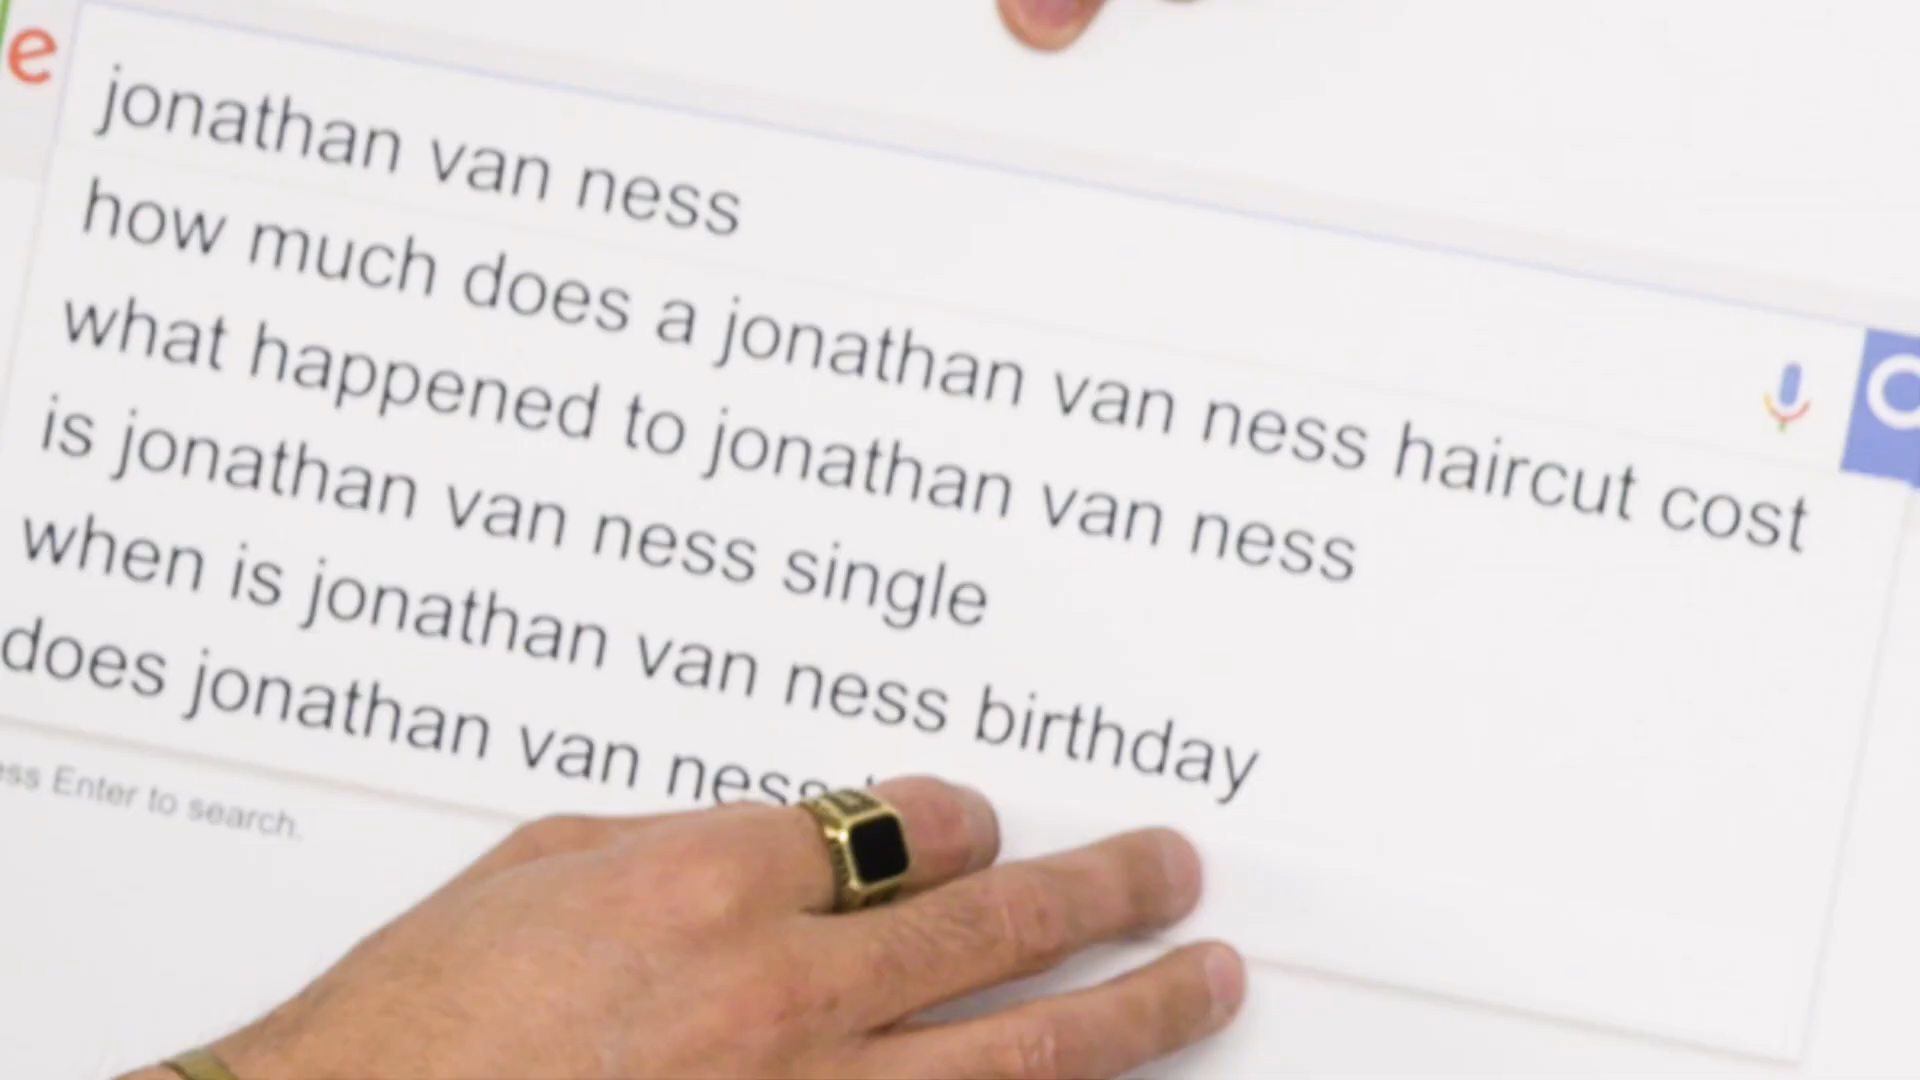 e
jonathan van ness
how much does a jonathan van ness haircut cost
what happened to jonathan van ness
is jonathan van ness single
when is jonathan van ness birthday
does jonathan van ness
Enter to search.